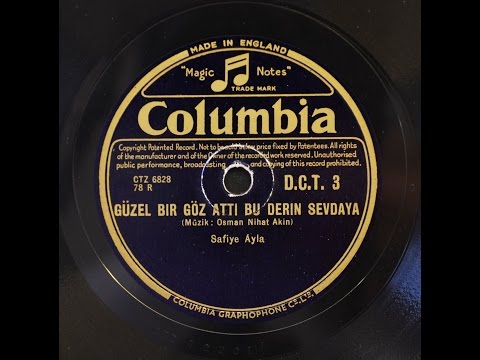 MADE IN ENGLAND
"Magic Notes"
TRADE MARK
Columbia
Copyright Patented Record. Not to be sold below price fixed by Patentees. All rights
of the manufacturer and of the Owner of the recorded work reserved. Unauthorised
public performance, broadcasting and copying of this record prohibited.
CTZ 6828
78 R
D.C.T. 3
GÜZEL BIR GÖZ ATTI BU DERIN SEVDAYA
(Müzik: Osman Nihat Akin)
Safiye Ayla
COLUMBIA GRAPHOPHONE CO. LTD.